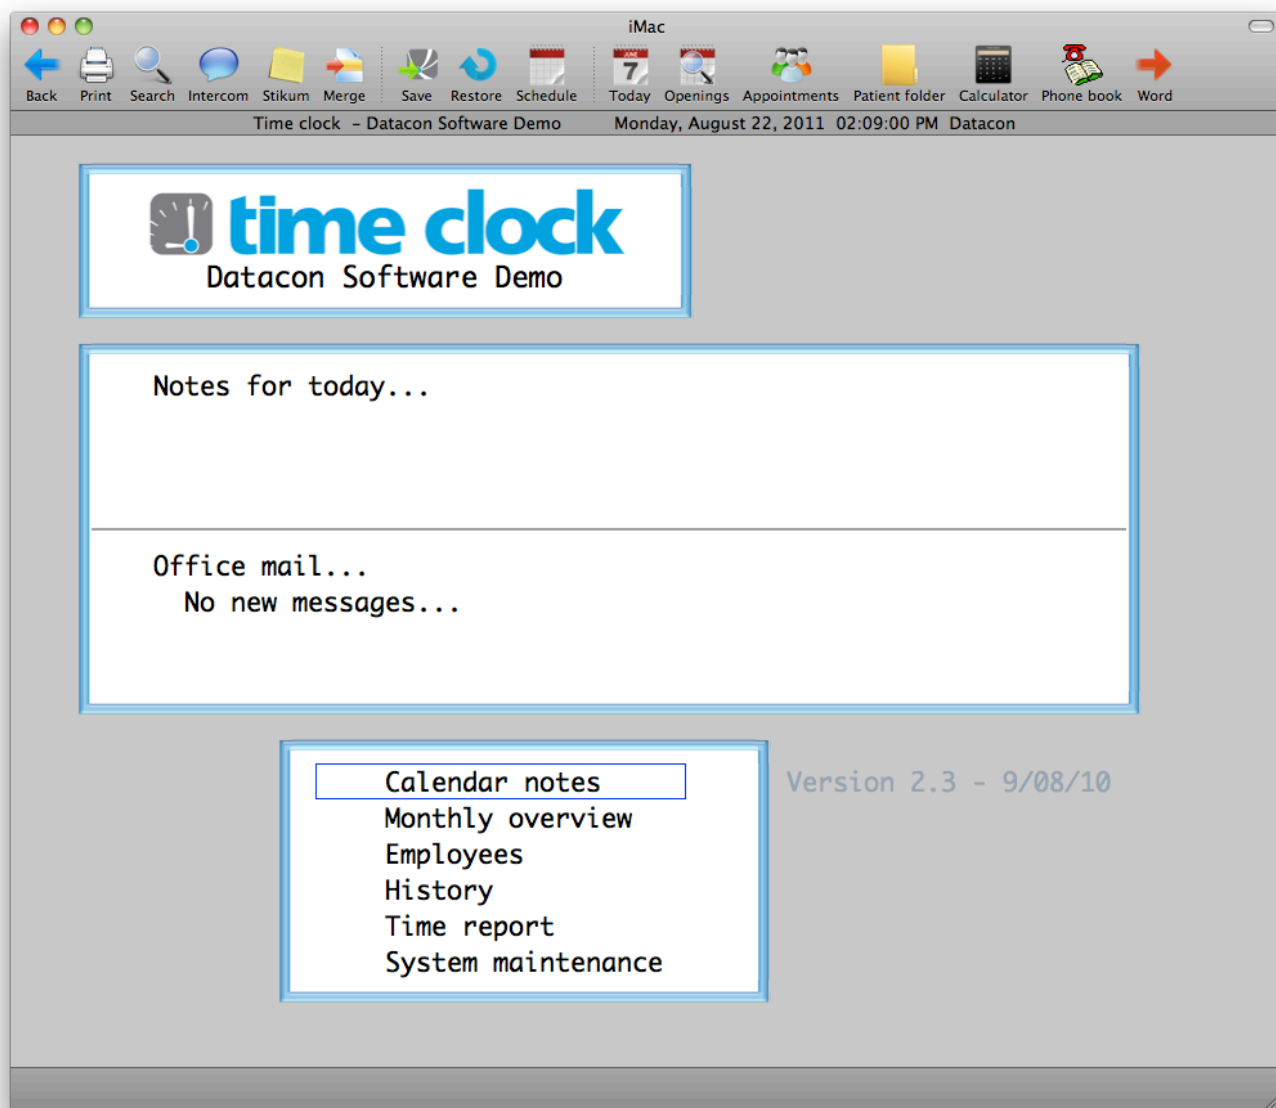 iMac
Back Print Search Intercom Stikum Merge Save Restore Schedule Today Openings Appointments Patient folder Calculator Phone book Word
JUNE
7
Time clock - Datacon Software Demo Monday, August 22, 2011 02:09:00 PM Datacon
time clock
Datacon Software Demo
Notes for today...
Office mail...
No new messages...
Calendar notes
Version 2.3 - 9/08/10
Monthly overview
Employees
History
Time report
System maintenance